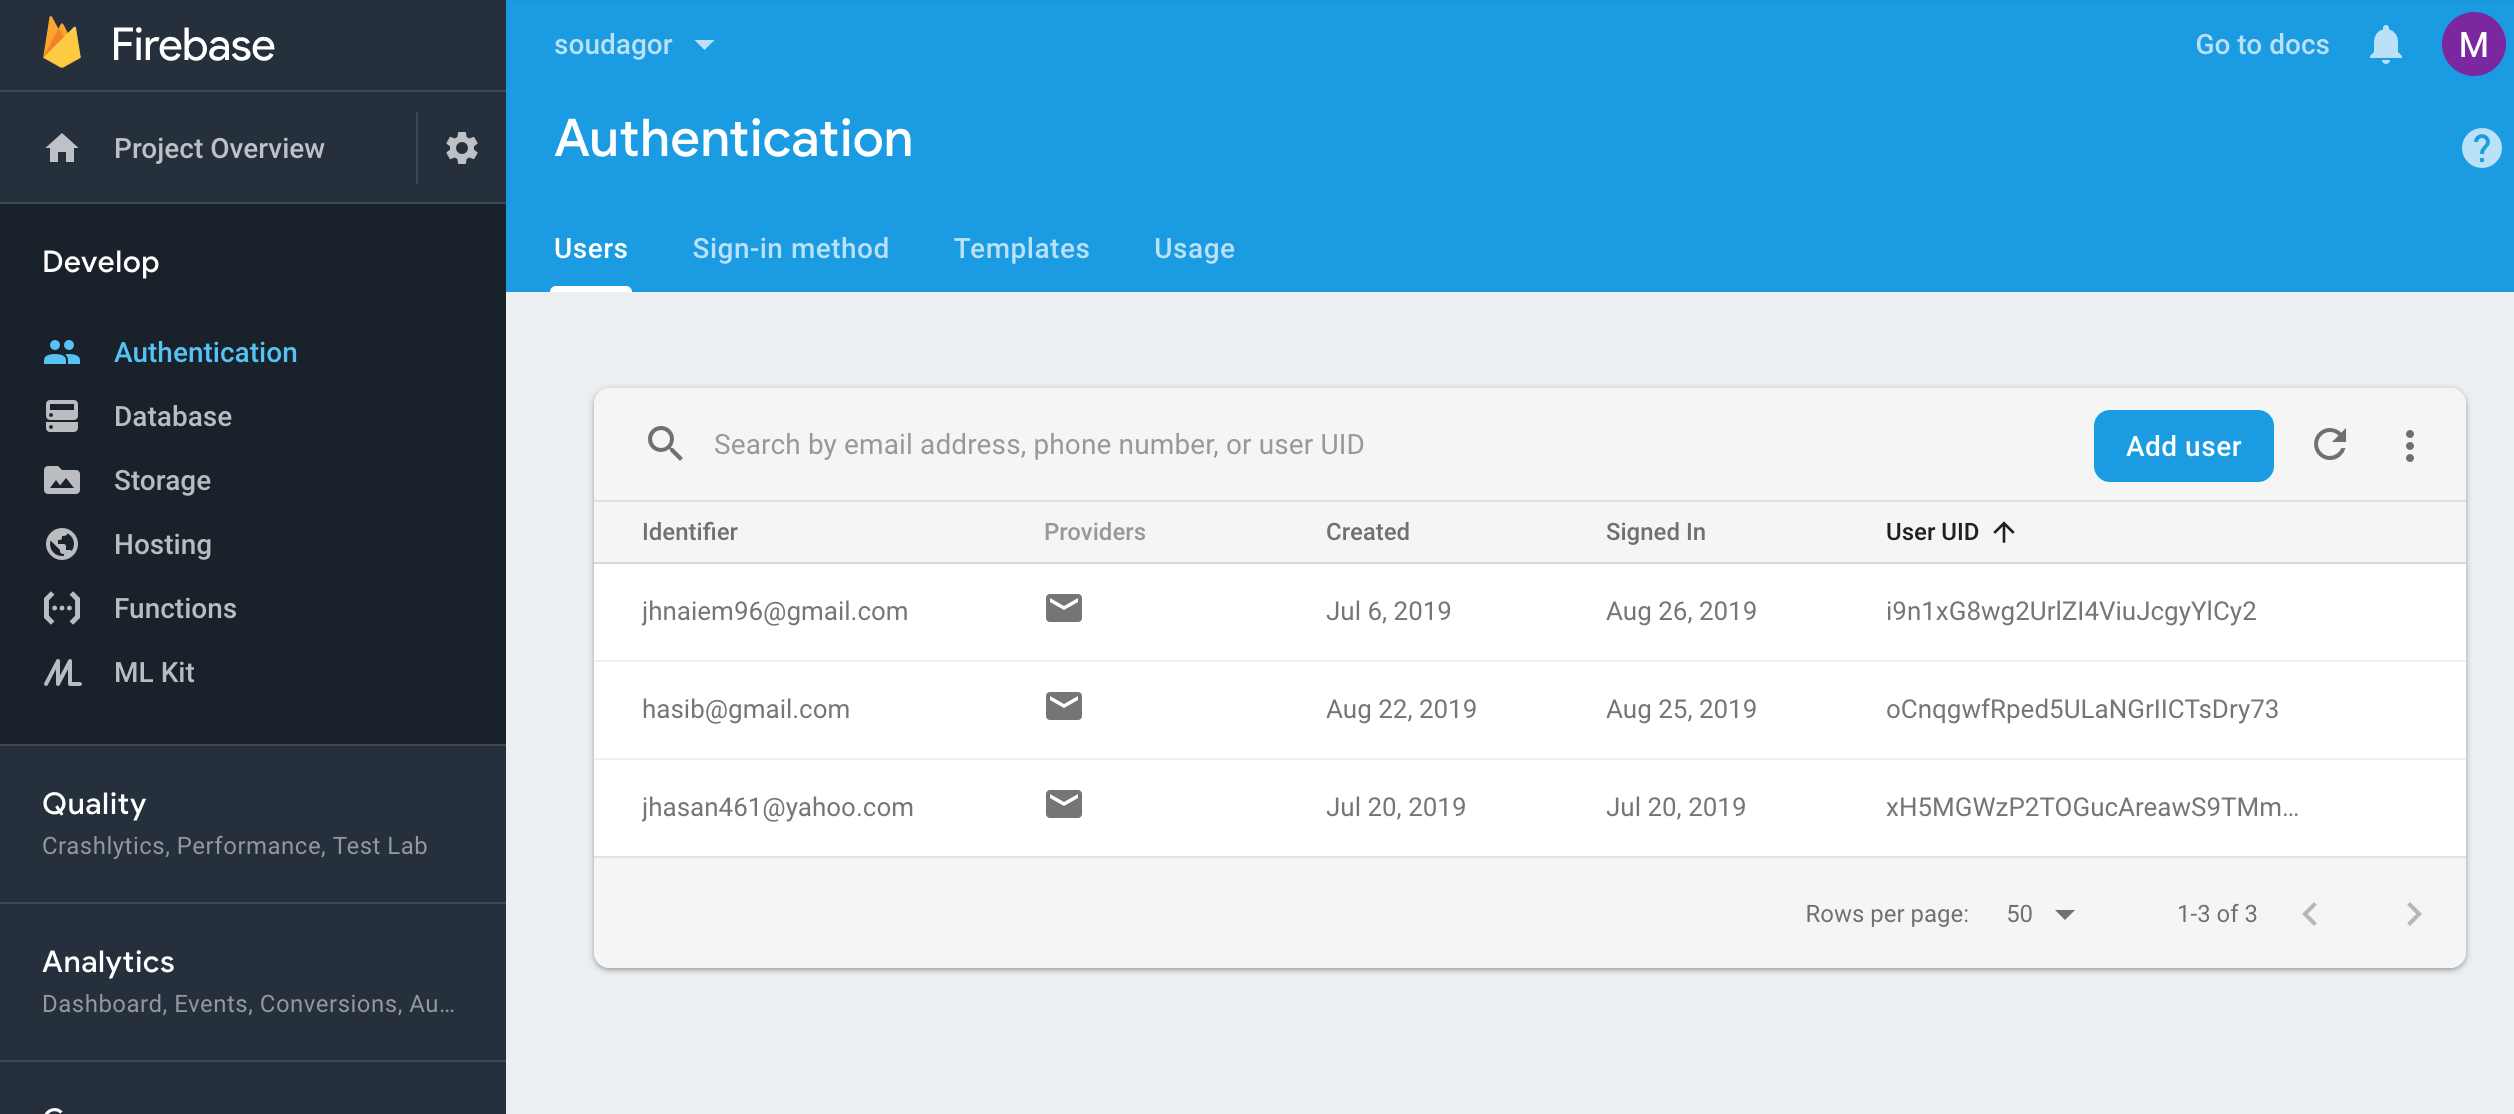 Firebase
soudagor
Go to docs
M
Project Overview
Authentication
?
Users Sign-in method Templates Usage
Develop
Authentication
Database
Storage
Hosting
Functions
ML Kit
Quality
Crashlytics, Performance, Test Lab
Analytics
Dashboard, Events, Conversions, Au...
Search by email address, phone number, or user UID
Add user
Identifier Providers Created Signed In User UID
jhnaiem96@gmail.com Jul 6, 2019 Aug 26, 2019 i9n1xG8wg2UrlZI4ViuJcgyYlCy2
hasib@gmail.com Aug 22, 2019 Aug 25, 2019 oCnqgwfRped5ULaNGrIICTsDry73
jhasan461@yahoo.com Jul 20, 2019 Jul 20, 2019 xH5MGWzP2TOGucAreawS9TMm...
Rows per page: 50 1-3 of 3